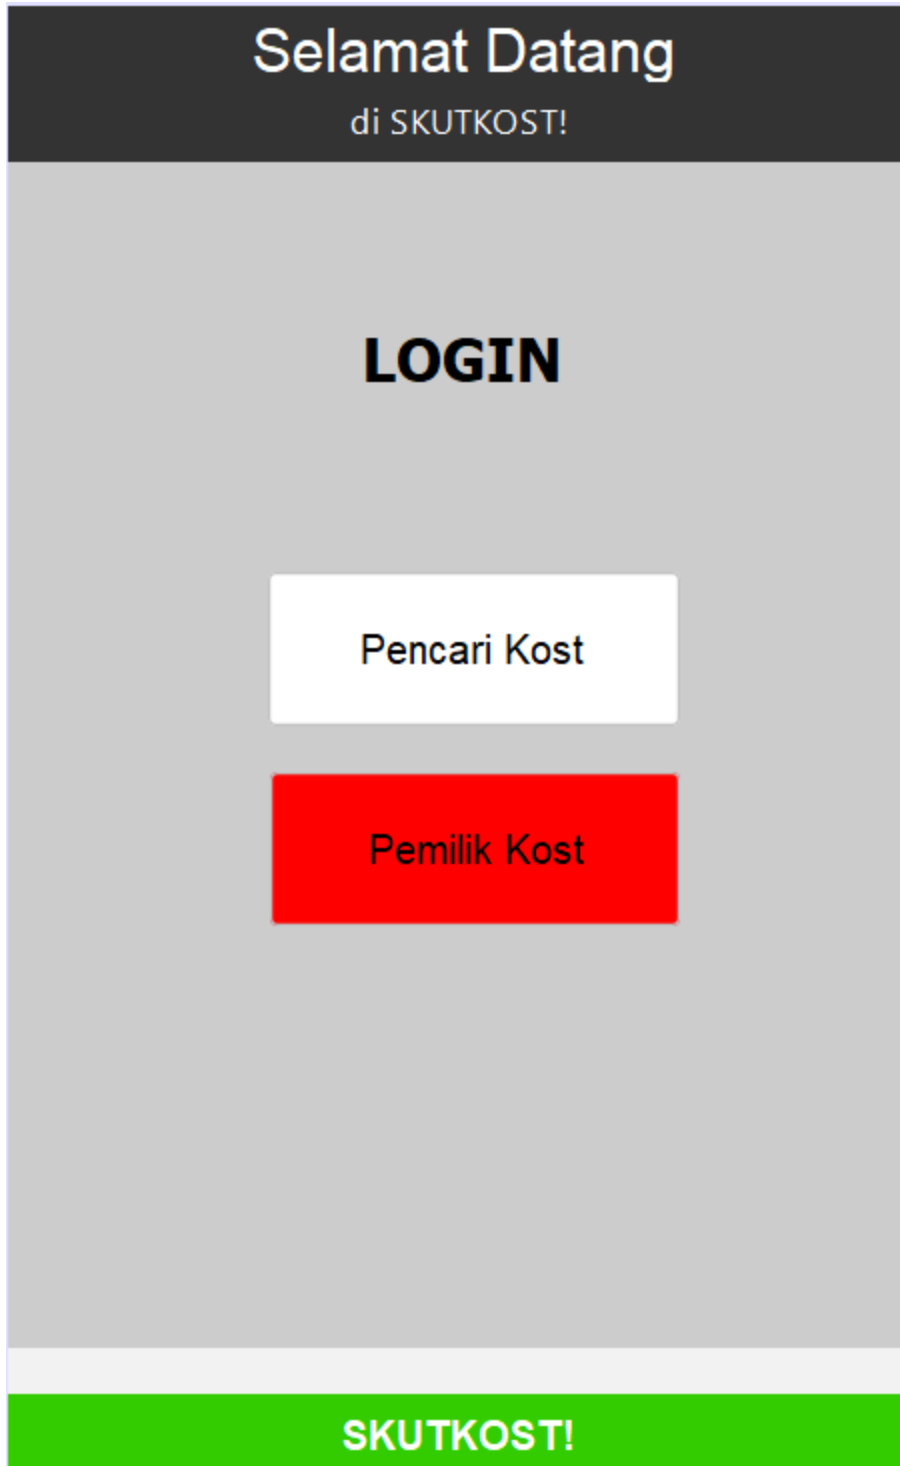 Selamat Datang
di SKUTKOST!
LOGIN
Pencari Kost
Pemilik Kost
SKUTKOST!